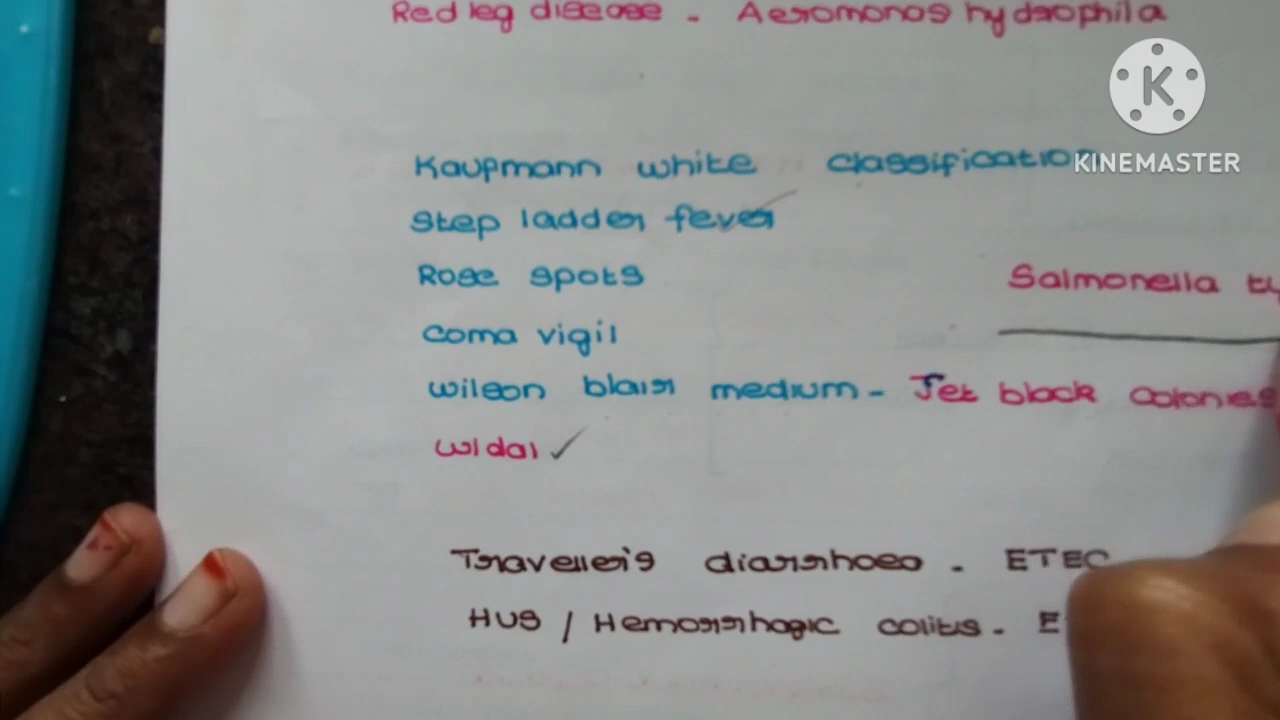 Red leg disease - Aeromonas hydrophila
Kaufmann white classification
Step ladder fever
Rose spots
Salmonella
Coma vigil
wilson blair medium - Jet black colonies
widal
Traveller's diarrhoea - ETEC
HUS / Hemorrhagic colitis -
K
KINEMASTER